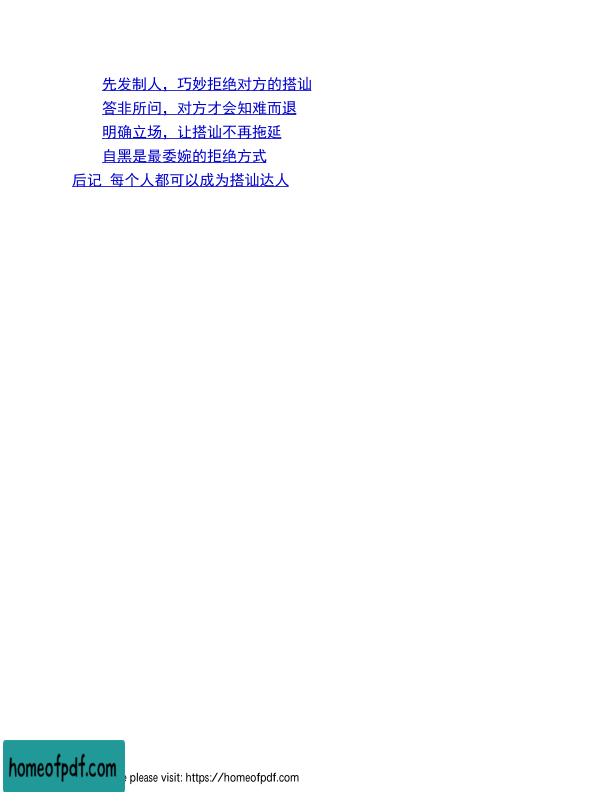 先发制人，巧妙拒绝对方的搭讪
答非所问，对方才会知难而退
明确立场，让搭讪不再拖延
自黑是最委婉的拒绝方式
后记 每个人都可以成为搭讪达人
homeofpdf.com
please visit: https://homeofpdf.com